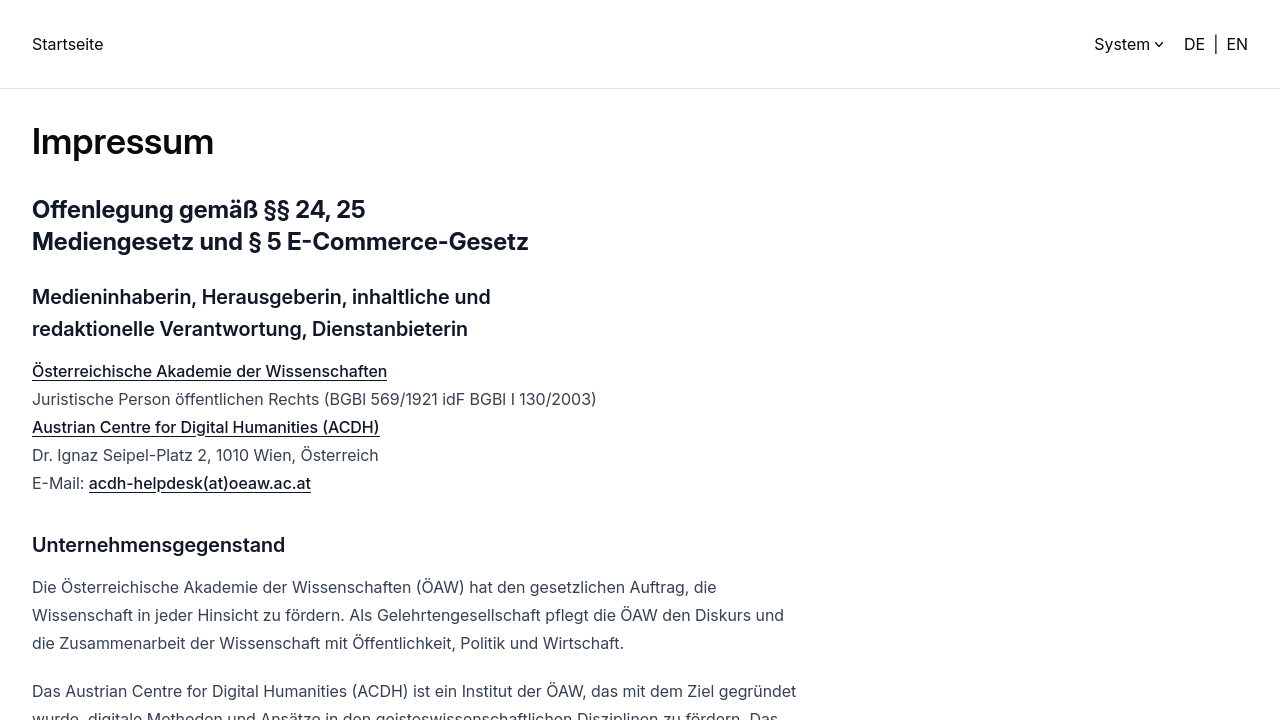 Startseite
System
DE | EN
Impressum
Offenlegung gemäß §§ 24, 25
Mediengesetz und § 5 E-Commerce-Gesetz
Medieninhaberin, Herausgeberin, inhaltliche und
redaktionelle Verantwortung, Dienstanbieterin
Österreichische Akademie der Wissenschaften
Juristische Person öffentlichen Rechts (BGBl 569/1921 idF BGBl I 130/2003)
Austrian Centre for Digital Humanities (ACDH)
Dr. Ignaz Seipel-Platz 2, 1010 Wien, Österreich
E-Mail: acdh-helpdesk(at)oeaw.ac.at
Unternehmensgegenstand
Die Österreichische Akademie der Wissenschaften (ÖAW) hat den gesetzlichen Auftrag, die
Wissenschaft in jeder Hinsicht zu fördern. Als Gelehrtengesellschaft pflegt die ÖAW den Diskurs und
die Zusammenarbeit der Wissenschaft mit Öffentlichkeit, Politik und Wirtschaft.
Das Austrian Centre for Digital Humanities (ACDH) ist ein Institut der ÖAW, das mit dem Ziel gegründet
wurde, digitale Methoden und Ansätze in den geisteswissenschaftlichen Disziplinen zu fördern. Das